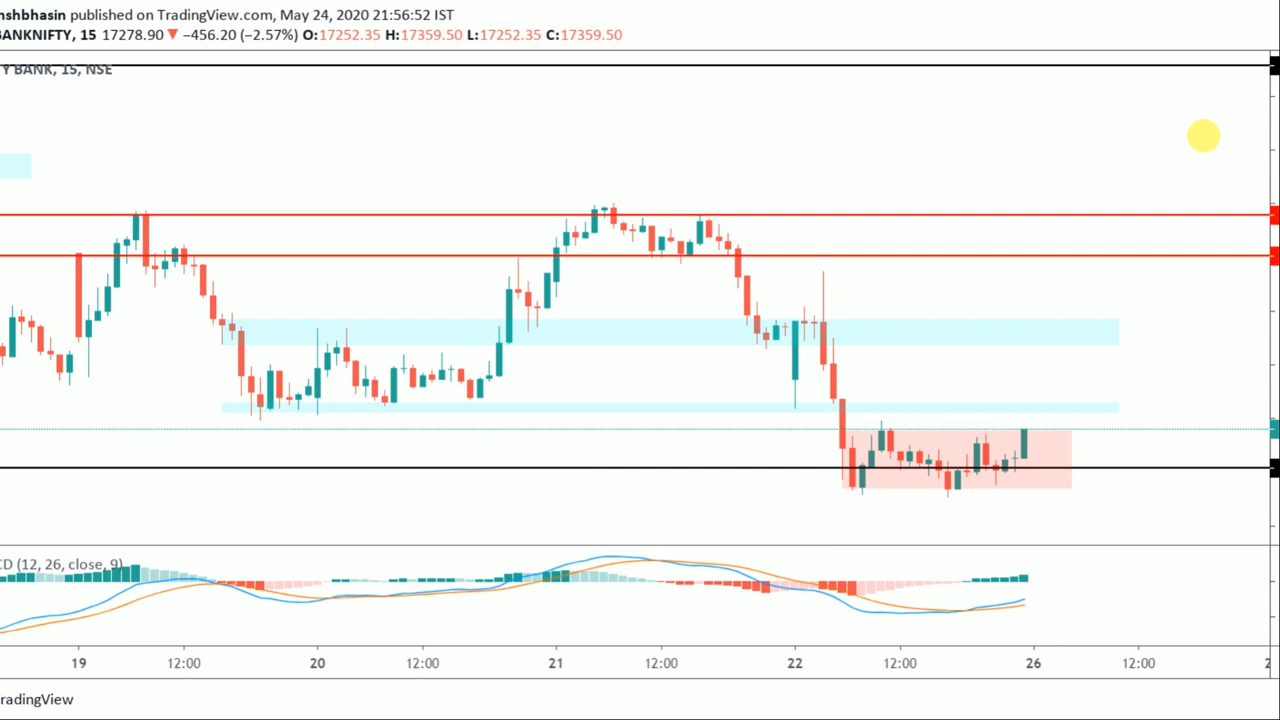 nshbhasin published on TradingView.com, May 24, 2020 21:56:52 IST
BANKNIFTY, 15 17278.90 ▼ −456.20 (−2.57%) O:17252.35 H:17359.50 L:17252.35 C:17359.50
Y BANK, 15, NSE
CD (12, 26, close, 9)
19 12:00 20 12:00 21 12:00 22 12:00 26 12:00 2
TradingView